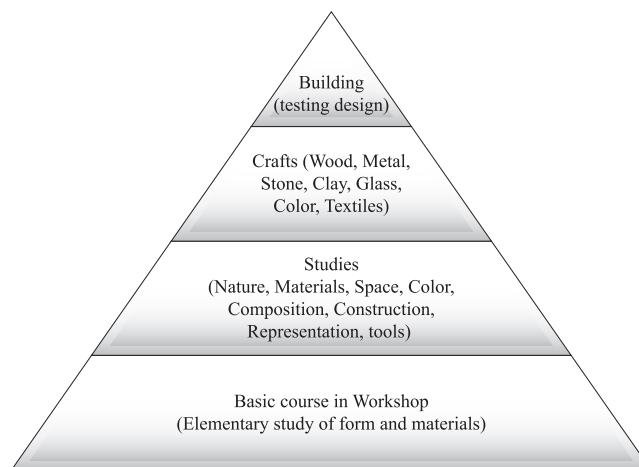 Building
(testing design)
Crafts (Wood, Metal,
Stone, Clay, Glass,
Color, Textiles)
Studies
(Nature, Materials, Space, Color,
Composition, Construction,
Representation, tools)
Basic course in Workshop
(Elementary study of form and materials)